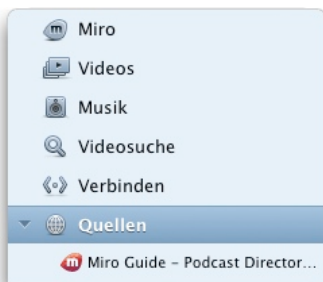 Miro
Videos
Musik
Videosuche
Verbinden
Quellen
Miro Guide – Podcast Director...